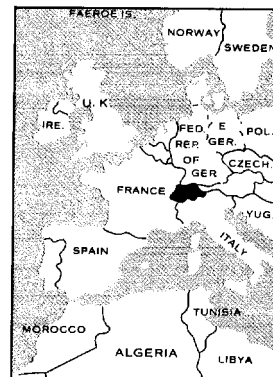 FAEROE IS.
NORWAY
SWEDEN
U. K.
IRE.
FED.
REP.
OF
GER
E
GER.
POL.
CZECH.
FRANCE
YUG.
ITALY
SPAIN
MOROCCO
TUNISIA
ALGERIA
LIBYA